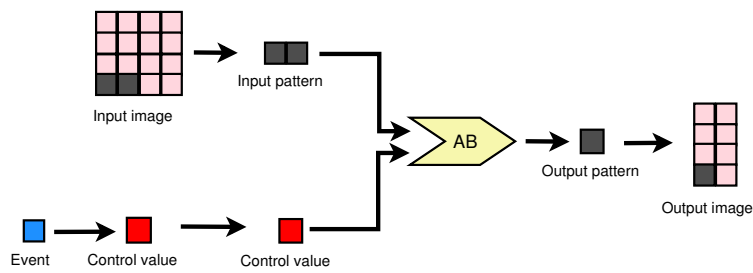 Input image
Input pattern
AB
Output pattern
Output image
Event
Control value
Control value